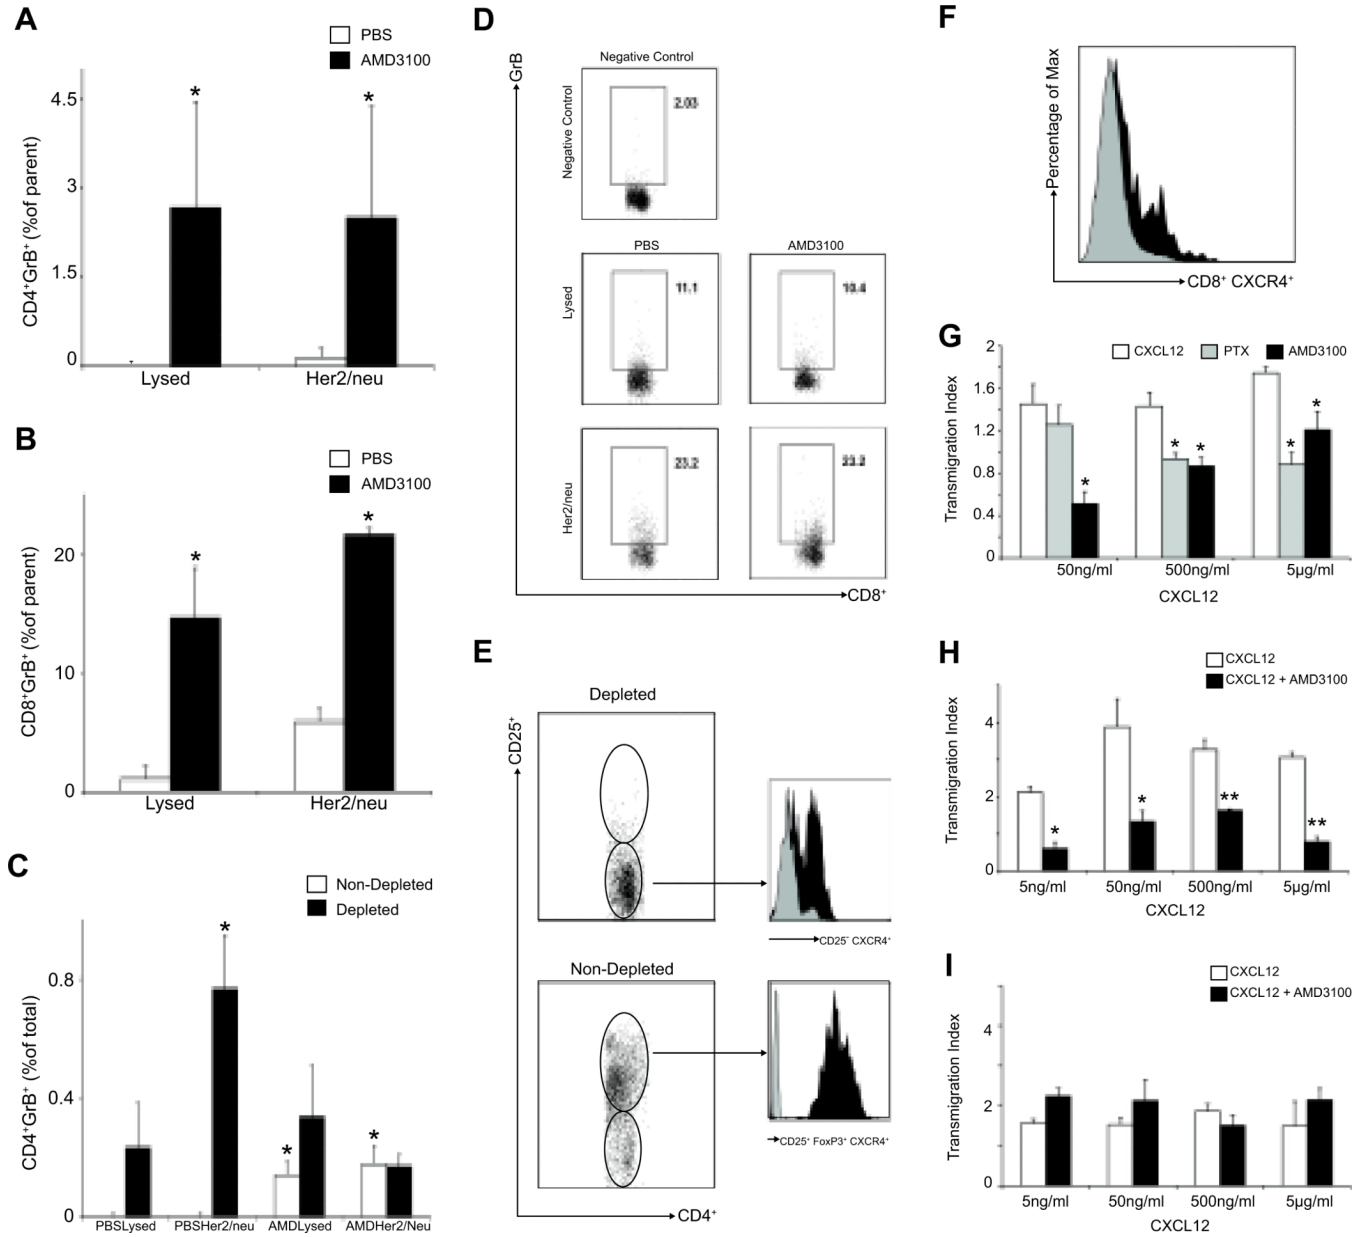 A
PBS
AMD3100
CD4⁺GrB⁺ (%of parent)
4.5
3
1.5
0
Lysed
Her2/neu
B
PBS
AMD3100
CD8⁺GrB⁺ (%of parent)
20
10
0
Lysed
Her2/neu
C
Non-Depleted
Depleted
CD4⁺GrB⁺ (%of total)
0.8
0.4
0
PBSLysed
PBSHer2/neu
AMDLysed
AMDHer2/Neu
D
GrB
Negative Control
Negative Control
2.03
PBS
AMD3100
Lysed
11.1
10.4
Her2/neu
23.2
23.2
CD8⁺
E
CD25⁺
Depleted
CD25⁻ CXCR4⁺
Non-Depleted
CD25⁺ FoxP3⁺ CXCR4⁺
CD4⁺
F
Percentage of Max
CD8⁺ CXCR4⁺
G
CXCL12
PTX
AMD3100
Transmigration Index
2
1.6
1.2
0.8
0.4
0
50ng/ml
500ng/ml
5µg/ml
CXCL12
H
CXCL12
CXCL12 + AMD3100
Transmigration Index
4
2
0
5ng/ml
50ng/ml
500ng/ml
5µg/ml
CXCL12
I
CXCL12
CXCL12 + AMD3100
Transmigration Index
4
2
0
5ng/ml
50ng/ml
500ng/ml
5µg/ml
CXCL12